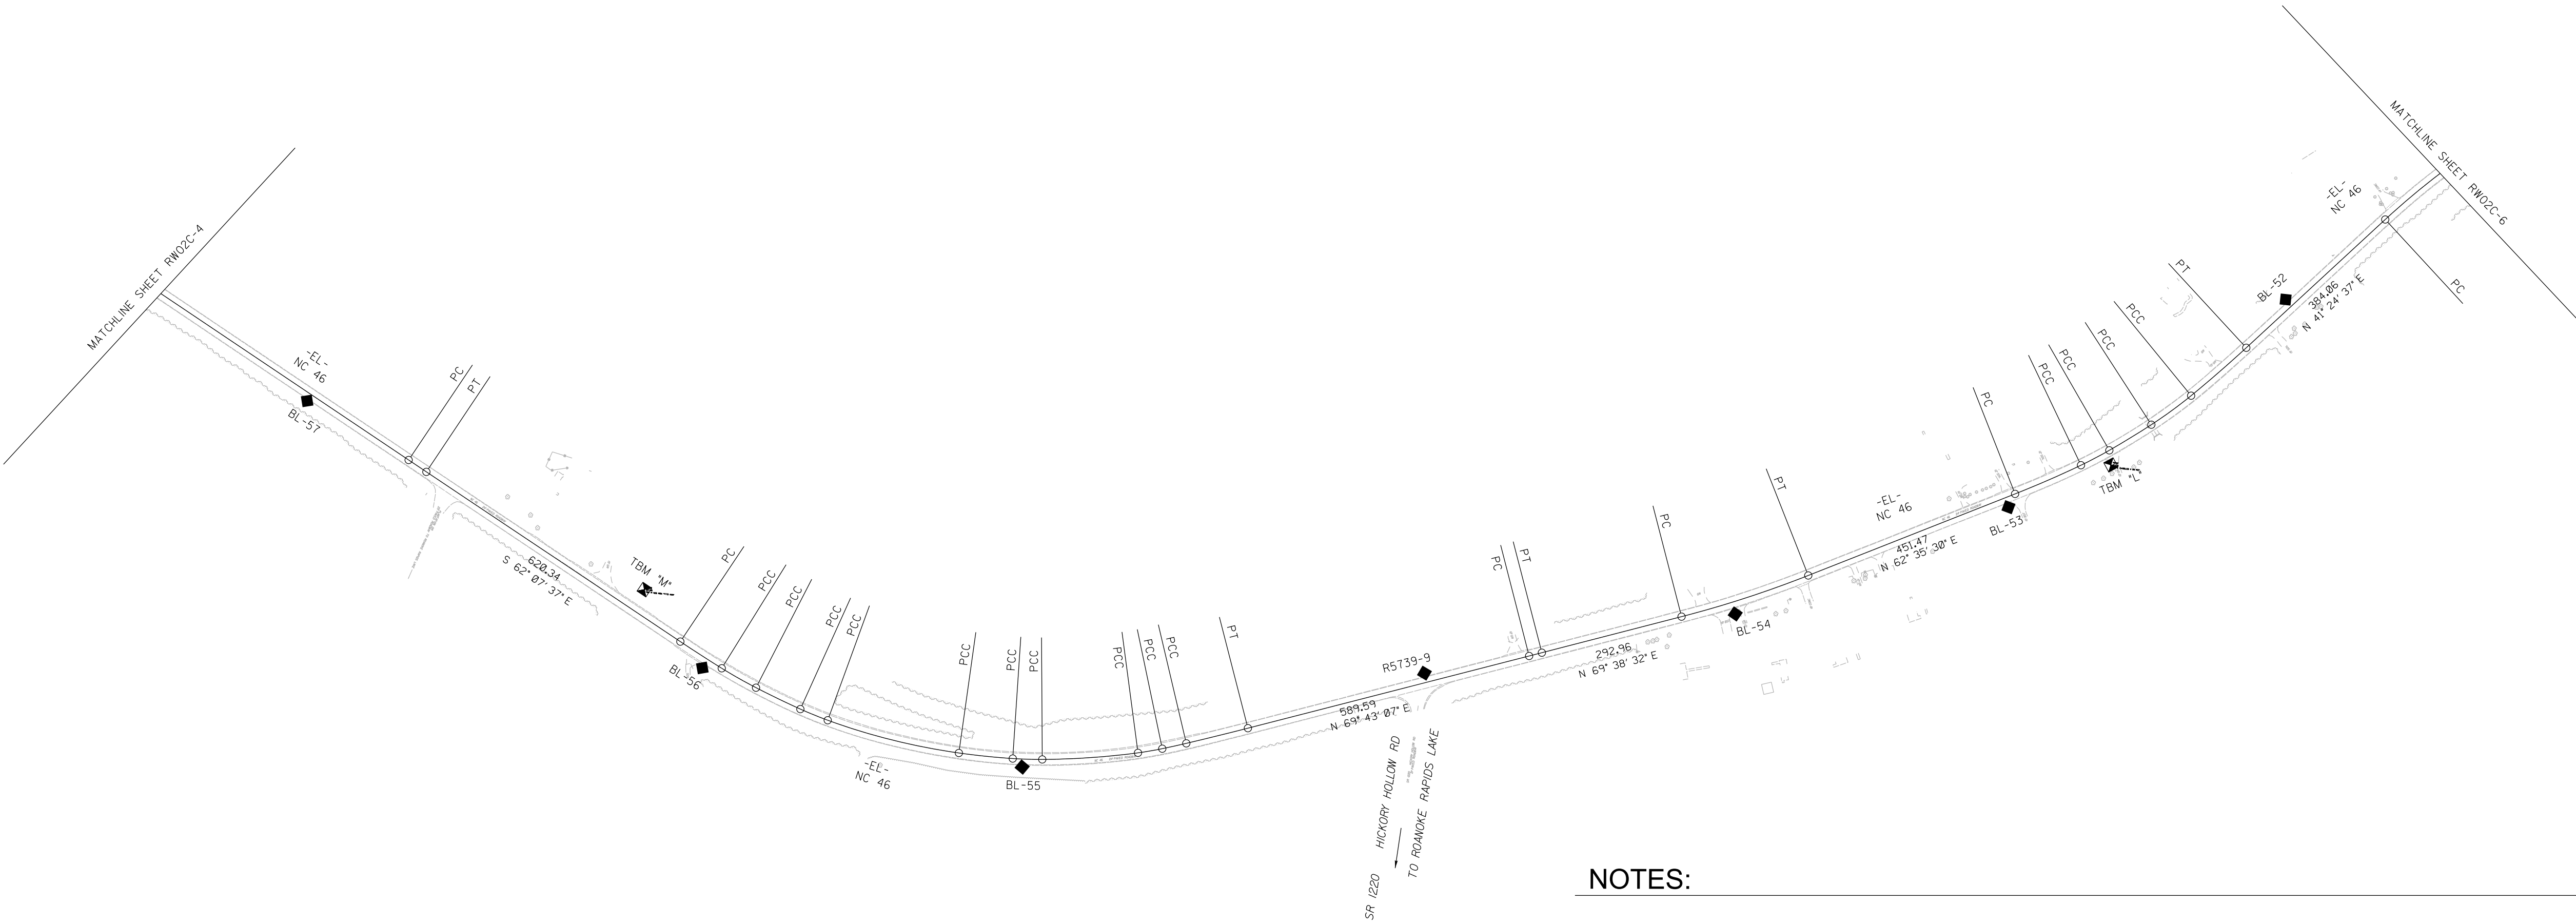 MATCHLINE SHEET RW02C-4
-EL-
NC 46
BL-57
PC
PT
620.34
S 62° 07' 37" E
TBM "M"
PC
BL-56
PCC
PCC
PCC
PCC
-EL-
NC 46
PCC
PCC
PCC
BL-55
PCC
PCC
PCC
PT
589.59
N 69° 43' 07" E
R5739-9
SR 1220 HICKORY HOLLOW RD
TO ROANOKE RAPIDS LAKE
PC
PT
292.96
N 69° 38' 32" E
PC
BL-54
PT
-EL-
NC 46
451.47
N 62° 35' 30" E
PC
BL-53
PCC
PCC
TBM "L"
PCC
PCC
PT
BL-52
384.06
N 41° 24' 37" E
-EL-
NC 46
PC
MATCHLINE SHEET RW02C-6
NOTES: